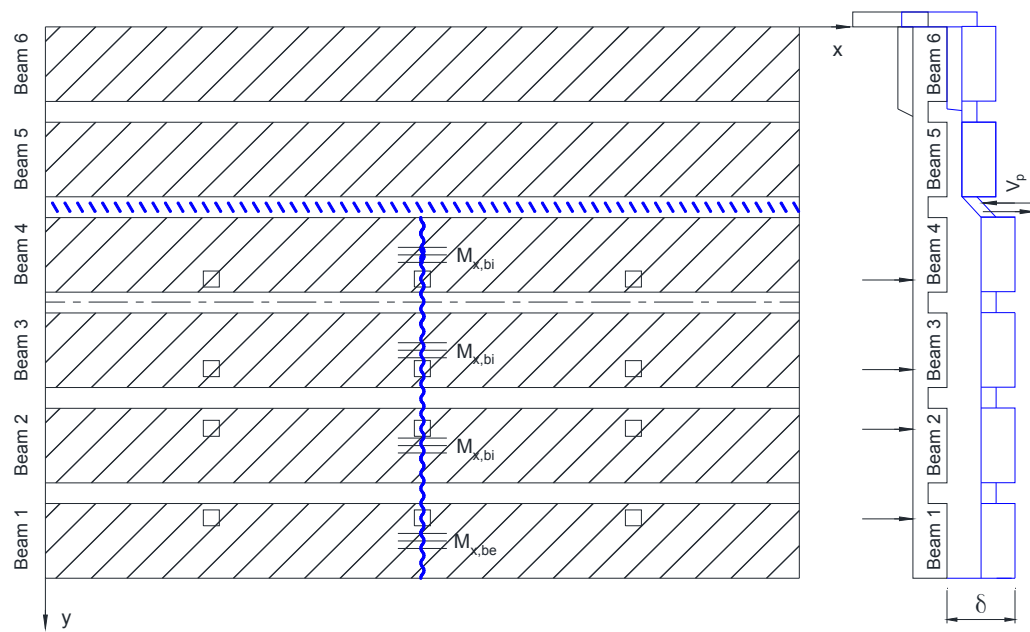 x
Beam 6
Beam 6
Beam 5
Beam 5
V_p
Beam 4
M_x,bi
Beam 4
Beam 3
M_x,bi
Beam 3
Beam 2
M_x,bi
Beam 2
Beam 1
M_x,be
Beam 1
δ
y